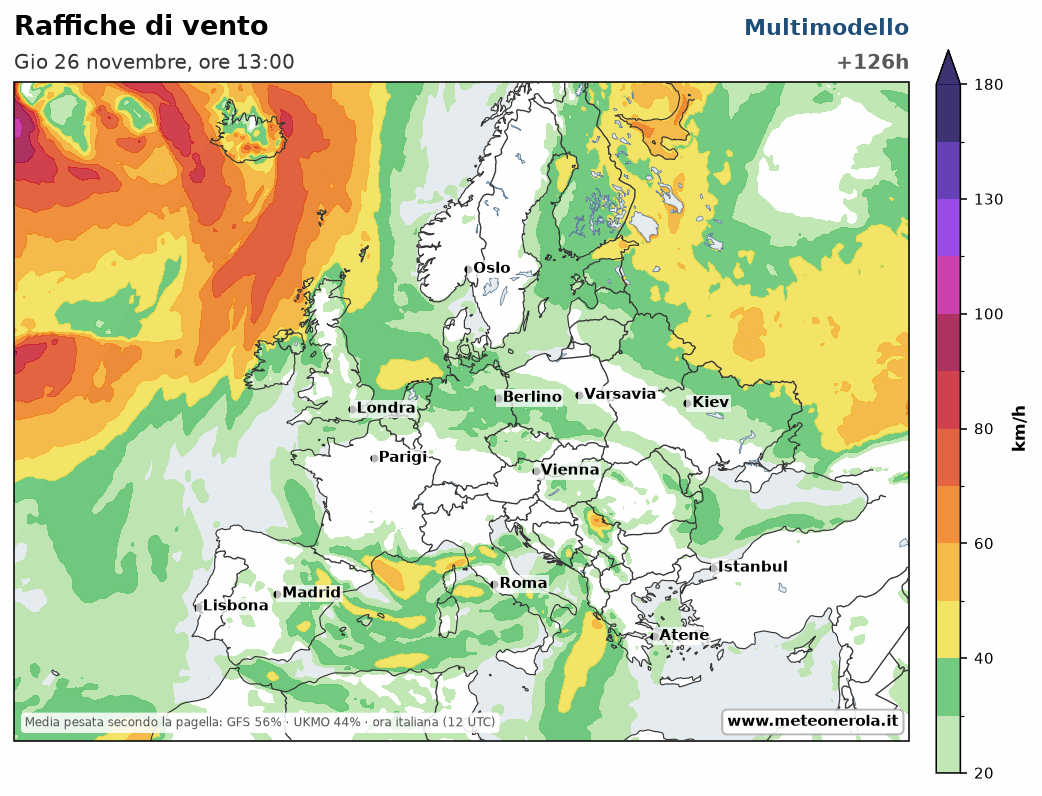 Raffiche di vento
Multimodello
Gio 26 novembre, ore 13:00
+126h
180
130
100
80
60
40
20
km/h
Oslo
Berlino
Varsavia
Kiev
Londra
Parigi
Vienna
Istanbul
Roma
Madrid
Lisbona
Atene
Media pesata secondo la pagella: GFS 56% · UKMO 44% · ora italiana (12 UTC)
www.meteonerola.it